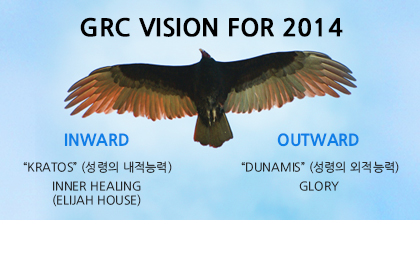 GRC VISION FOR 2014
INWARD
“KRATOS” (성령의 내적능력)
INNER HEALING
(ELIJAH HOUSE)
OUTWARD
“DUNAMIS” (성령의 외적능력)
GLORY